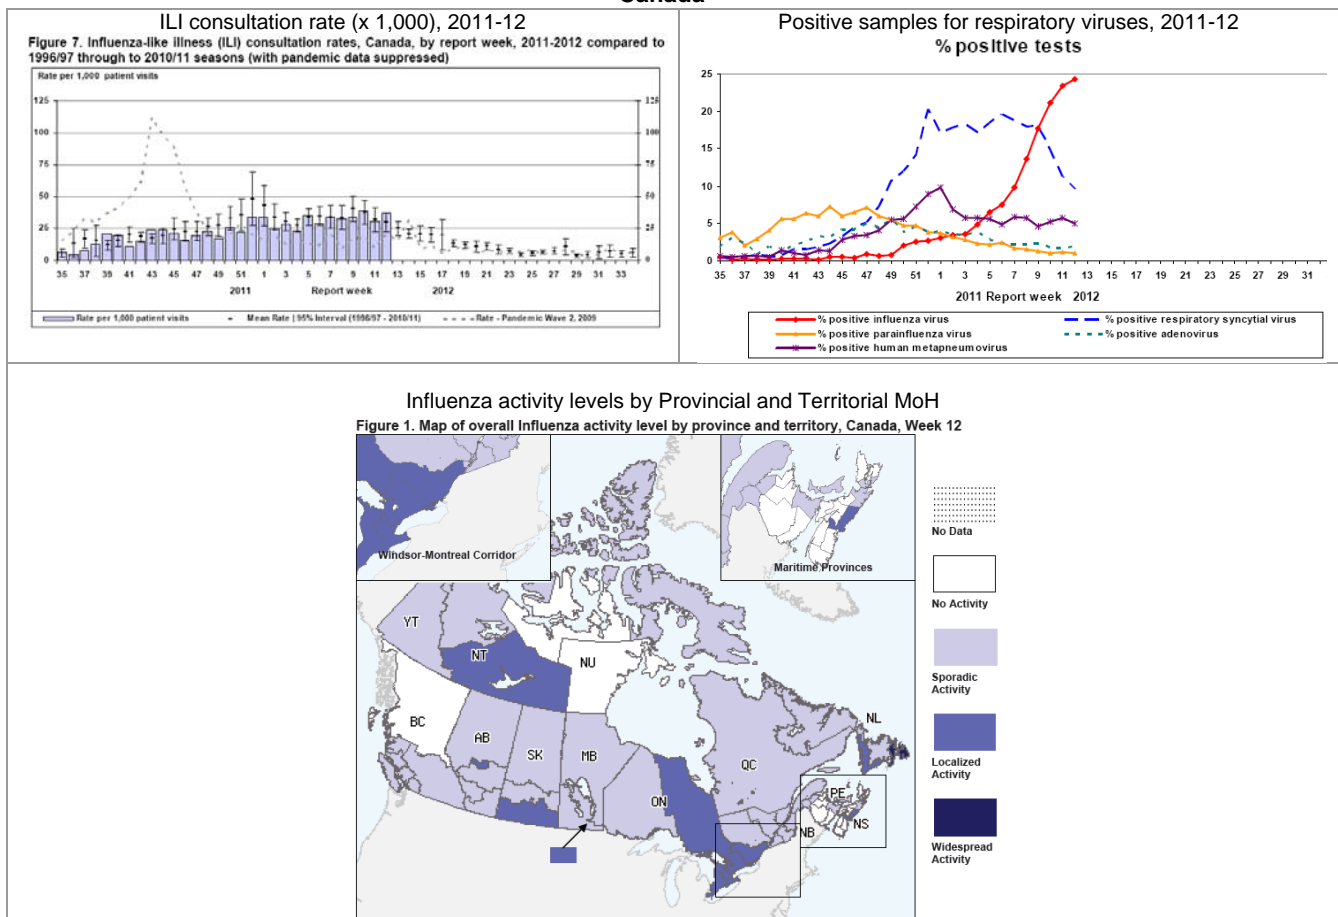 Canada
ILI consultation rate (x 1,000), 2011-12
Figure 7. Influenza-like illness (ILI) consultation rates, Canada, by report week, 2011-2012 compared to
1996/97 through to 2010/11 seasons (with pandemic data suppressed)
Rate per 1,000 patient visits
125 125
100 100
75 75
50 50
25 25
0 0
35 37 39 41 43 45 47 49 51 1 3 5 7 9 11 13 15 17 19 21 23 25 27 29 31 33
2011 Report week 2012
Rate per 1,000 patient visits Mean Rate | 95% Interval (1996/97 - 2010/11) Rate - Pandemic Wave 2, 2009
Positive samples for respiratory viruses, 2011-12
% positive tests
25
20
15
10
5
0
35 37 39 41 43 45 47 49 51 1 3 5 7 9 11 13 15 17 19 21 23 25 27 29 31
2011 Report week 2012
% positive influenza virus % positive respiratory syncytial virus
% positive parainfluenza virus % positive adenovirus
% positive human metapneumovirus
Influenza activity levels by Provincial and Territorial MoH
Figure 1. Map of overall Influenza activity level by province and territory, Canada, Week 12
Windsor-Montreal Corridor
Maritime Provinces
YT
NT
NU
BC
AB
SK
MB
ON
QC
NL
PE
NB
NS
No Data
No Activity
Sporadic
Activity
Localized
Activity
Widespread
Activity